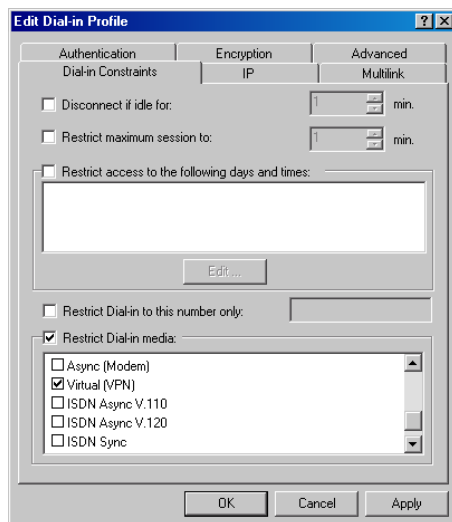 Edit Dial-in Profile
Authentication Encryption Advanced
Dial-in Constraints IP Multilink
Disconnect if idle for: 1 min.
Restrict maximum session to: 1 min.
Restrict access to the following days and times:
Edit ...
Restrict Dial-in to this number only:
Restrict Dial-in media:
Async (Modem)
Virtual (VPN)
ISDN Async V.110
ISDN Async V.120
ISDN Sync
OK Cancel Apply